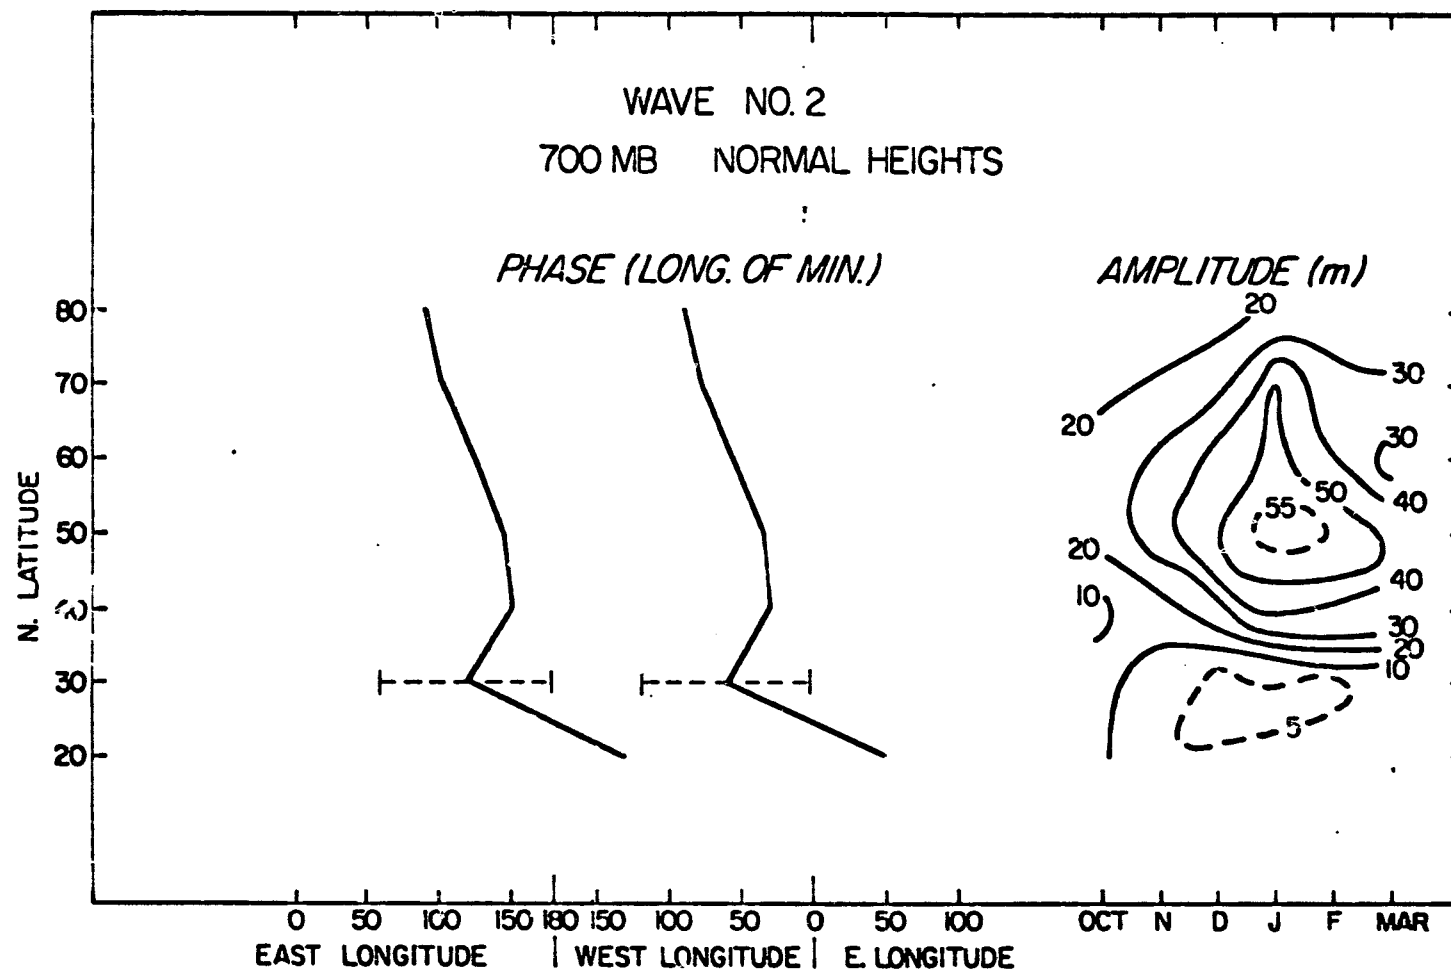 WAVE NO. 2
700 MB NORMAL HEIGHTS
PHASE (LONG. OF MIN.)
AMPLITUDE (m)
N. LATITUDE
80
70
60
50
40
30
20
20
30
20
30
50
40
55
20
40
10
30
20
10
5
0 50 100 150 180 150 100 50 0 50 100
OCT N D J F MAR
EAST LONGITUDE | WEST LONGITUDE | E. LONGITUDE